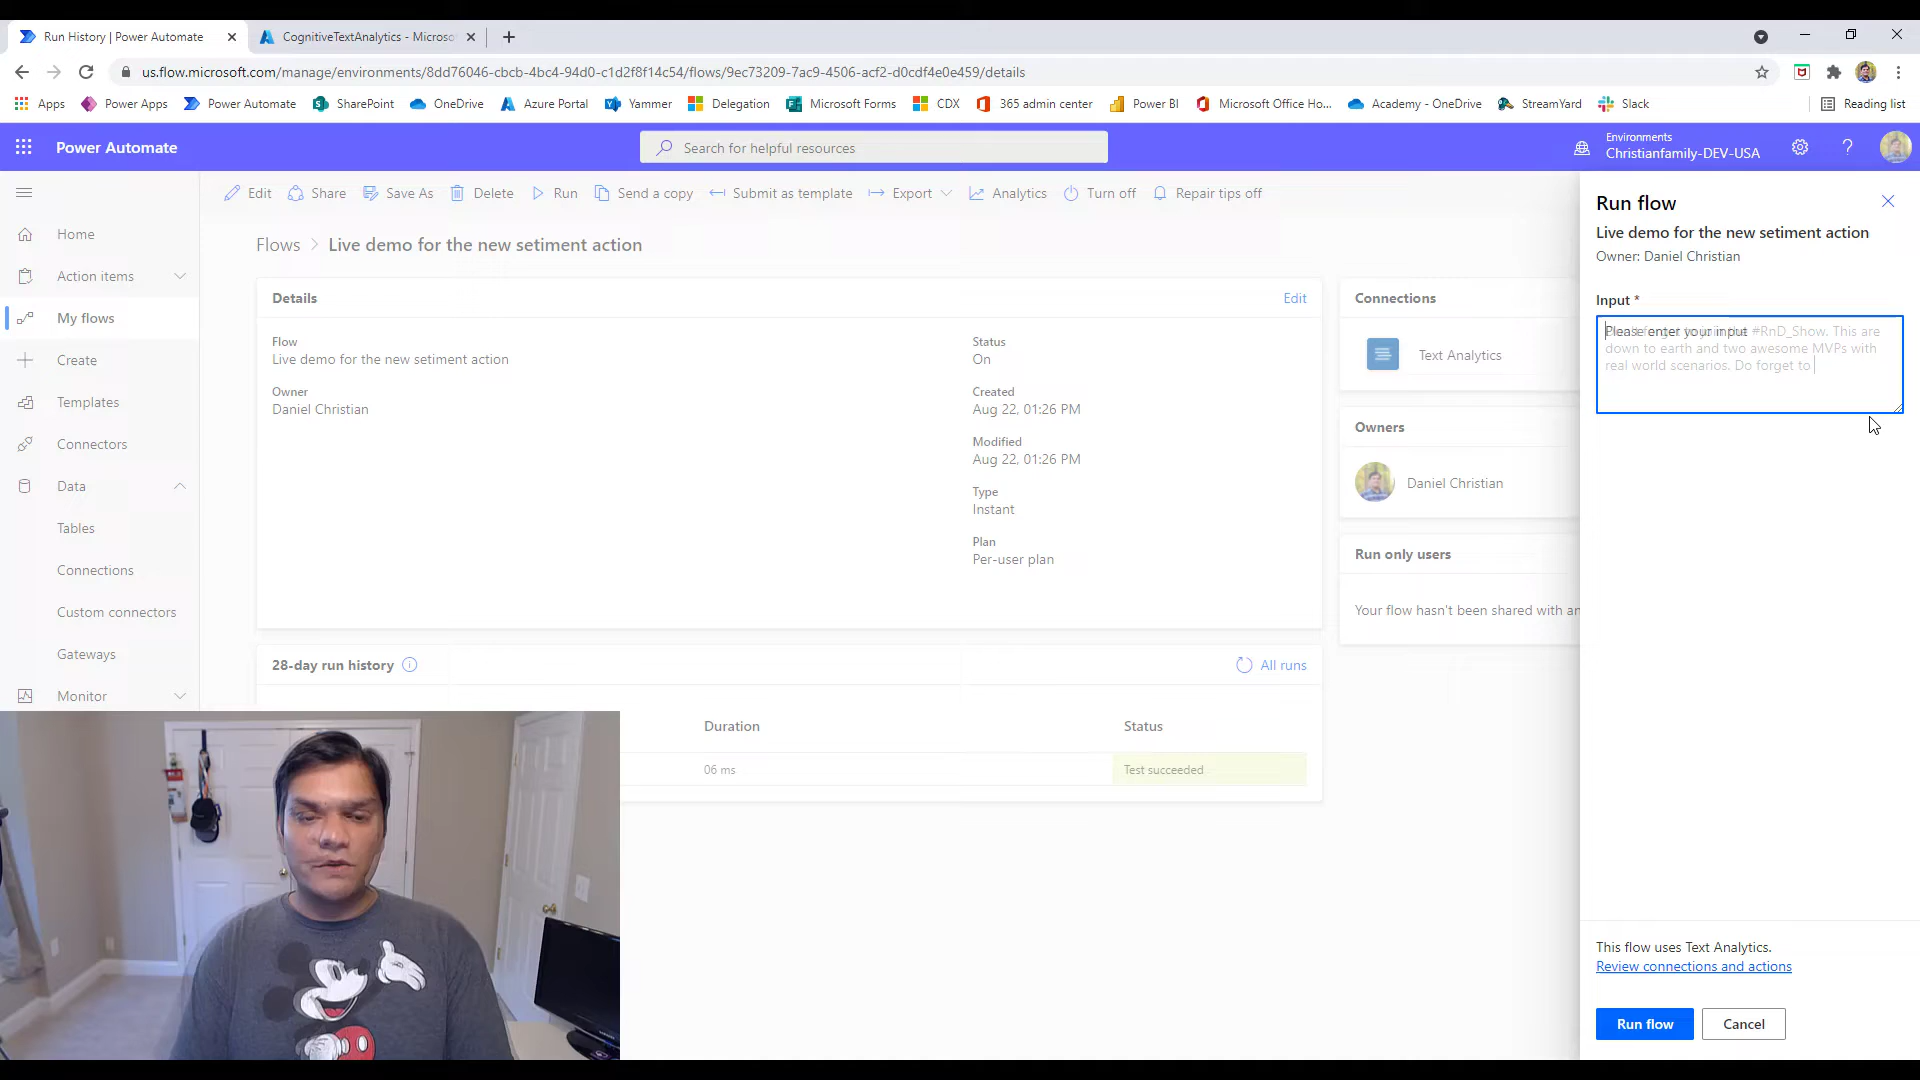 Run History | Power Automate
CognitiveTextAnalytics - Microso
us.flow.microsoft.com/manage/environments/8dd76046-cbcb-4bc4-94d0-c1d2f8f14c54/flows/9ec73209-7ac9-4506-acf2-d0cdf4e0e459/details
Apps Power Apps Power Automate SharePoint OneDrive Azure Portal Yammer Delegation Microsoft Forms CDX 365 admin center Power BI Microsoft Office Ho... Academy - OneDrive StreamYard Slack Reading list
Power Automate
Search for helpful resources
Environments
Christianfamily-DEV-USA
Edit Share Save As Delete Run Send a copy Submit as template Export Analytics Turn off Repair tips off
Home
Action items
My flows
Create
Templates
Connectors
Data
Tables
Connections
Custom connectors
Gateways
Monitor
Flows > Live demo for the new setiment action
Details
Edit
Flow
Live demo for the new setiment action
Owner
Daniel Christian
Status
On
Created
Aug 22, 01:26 PM
Modified
Aug 22, 01:26 PM
Type
Instant
Plan
Per-user plan
28-day run history
All runs
Duration
Status
06 ms
Test succeeded
Connections
Text Analytics
Owners
Daniel Christian
Run only users
Your flow hasn't been shared with an
Run flow
Live demo for the new setiment action
Owner: Daniel Christian
Input *
Please enter your input
#RnD_Show. This are
down to earth and two awesome MVPs with
real world scenarios. Do forget to
This flow uses Text Analytics.
Review connections and actions
Run flow
Cancel